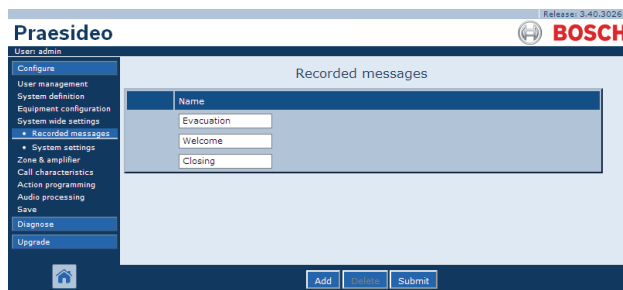 Release: 3.40.3026
Praesideo
BOSCH
User: admin
Configure
User management
System definition
Equipment configuration
System wide settings
• Recorded messages
• System settings
Zone & amplifier
Call characteristics
Action programming
Audio processing
Save
Diagnose
Upgrade
Recorded messages
Name
Evacuation
Welcome
Closing
Add Delete Submit